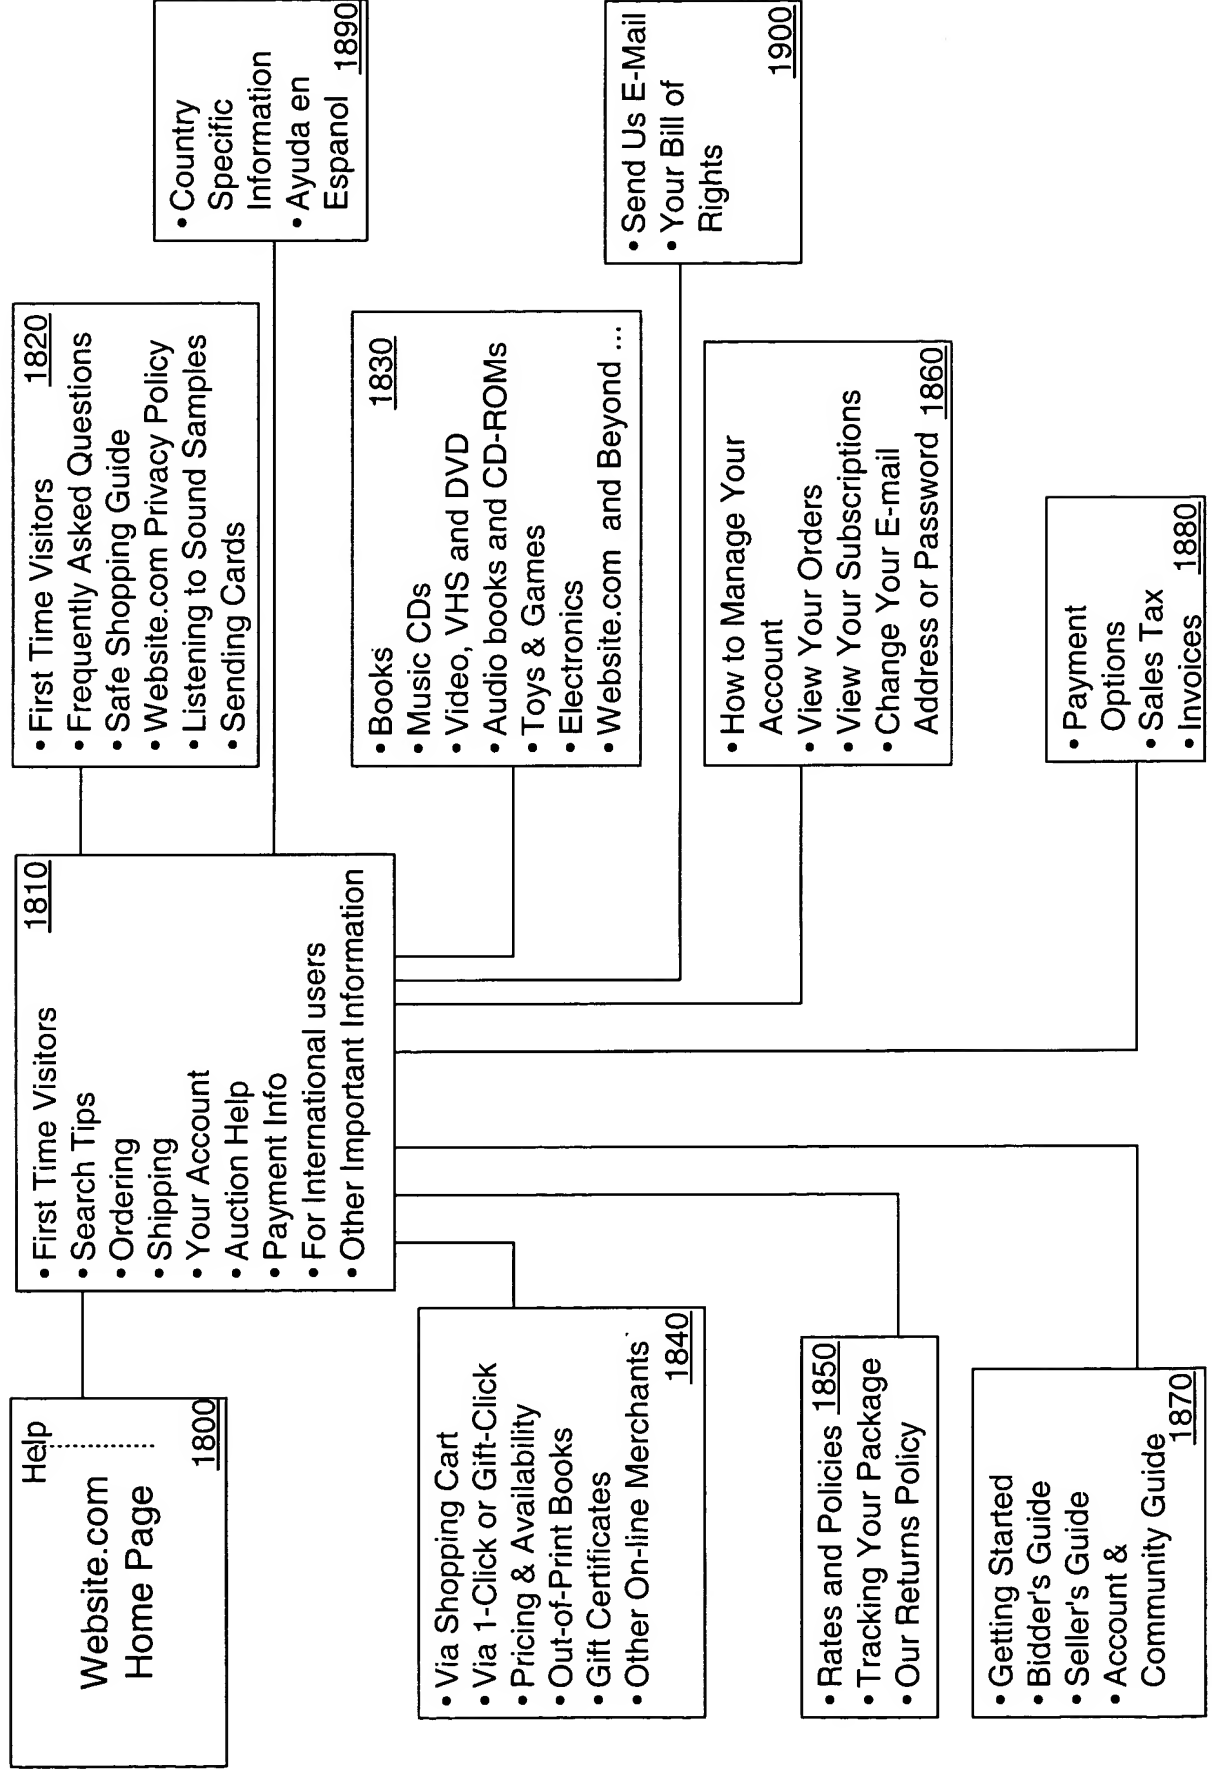 Help
Website.com
Home Page
1800
• First Time Visitors
1810
• Search Tips
• Ordering
• Shipping
• Your Account
• Auction Help
• Payment Info
• For International users
• Other Important Information
• First Time Visitors
1820
• Frequently Asked Questions
• Safe Shopping Guide
• Website.com Privacy Policy
• Listening to Sound Samples
• Sending Cards
• Country
Specific
Information
• Ayuda en
Espanol
1890
• Books
1830
• Music CDs
• Video, VHS and DVD
• Audio books and CD-ROMs
• Toys & Games
• Electronics
• Website.com and Beyond ...
• Send Us E-Mail
• Your Bill of
Rights
1900
• Via Shopping Cart
• Via 1-Click or Gift-Click
• Pricing & Availability
• Out-of-Print Books
• Gift Certificates
• Other On-line Merchants
1840
• How to Manage Your
Account
• View Your Orders
• View Your Subscriptions
• Change Your E-mail
Address or Password 1860
• Rates and Policies 1850
• Tracking Your Package
• Our Returns Policy
• Getting Started
• Bidder's Guide
• Seller's Guide
• Account &
Community Guide
1870
• Payment
Options
• Sales Tax
• Invoices
1880